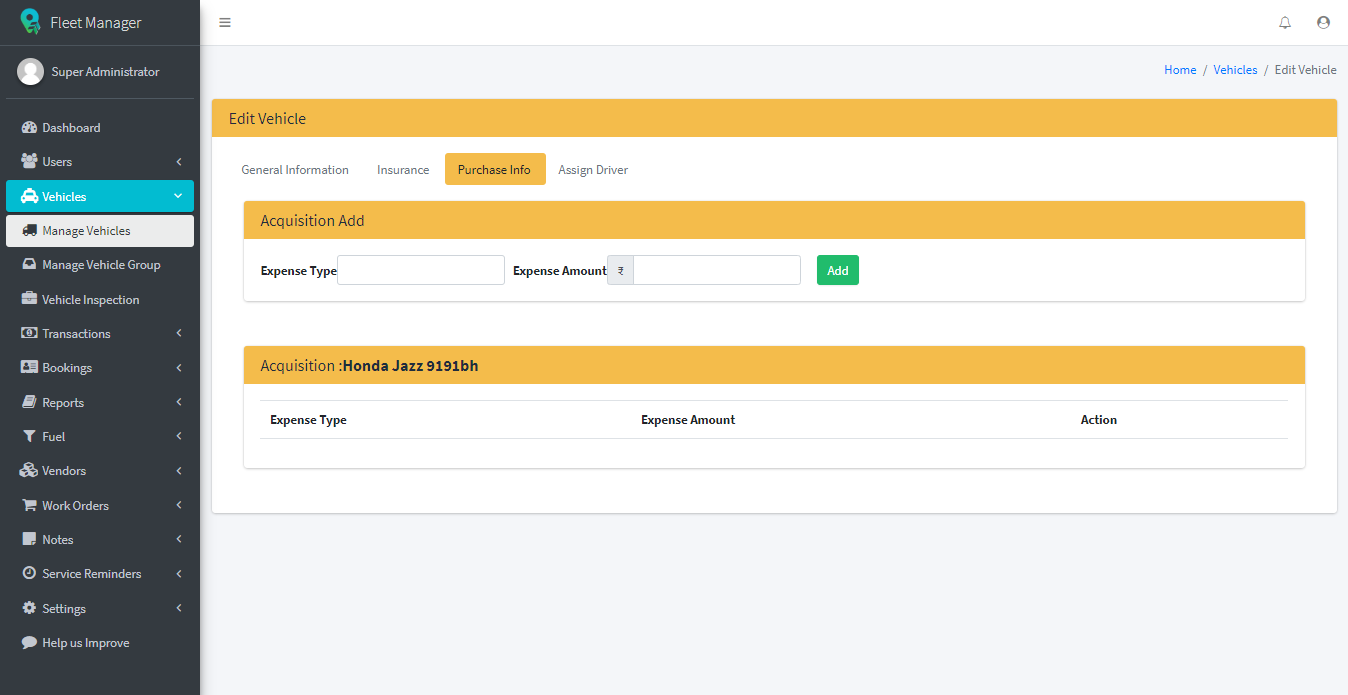 Fleet Manager
Super Administrator
Dashboard
Users
Vehicles
Manage Vehicles
Manage Vehicle Group
Vehicle Inspection
Transactions
Bookings
Reports
Fuel
Vendors
Work Orders
Notes
Service Reminders
Settings
Help us Improve
Home / Vehicles / Edit Vehicle
Edit Vehicle
General Information Insurance Purchase Info Assign Driver
Acquisition Add
Expense Type Expense Amount ₹ Add
Acquisition :Honda Jazz 9191bh
Expense Type Expense Amount Action